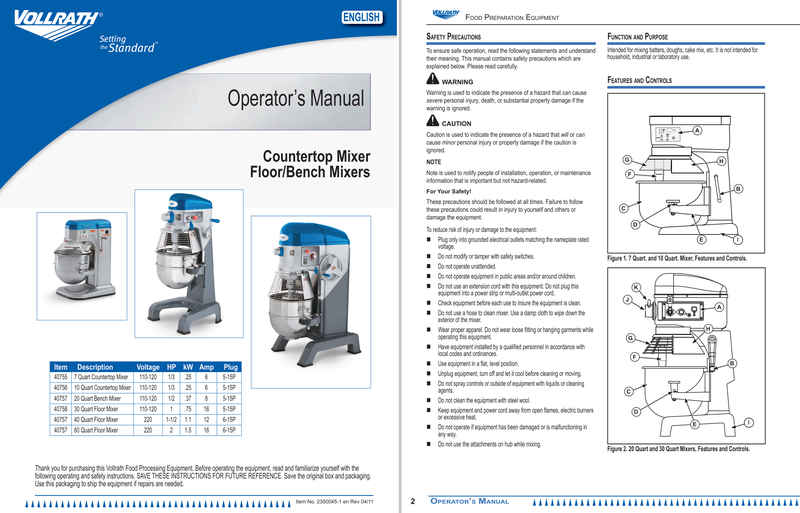 VOLLRATH®
Setting
the Standard™
ENGLISH
Operator's Manual
Countertop Mixer
Floor/Bench Mixers
Item Description Voltage HP kW Amp Plug
40755 7 Quart Countertop Mixer 110-120 1/3 .25 6 5-15P
40756 10 Quart Countertop Mixer 110-120 1/3 .25 6 5-15P
40757 20 Quart Bench Mixer 110-120 1/2 .37 8 5-15P
40758 30 Quart Floor Mixer 110-120 1 .75 16 5-15P
40757 40 Quart Floor Mixer 220 1-1/2 1.1 12 6-15P
40757 60 Quart Floor Mixer 220 2 1.5 16 6-15P
Thank you for purchasing this Vollrath Food Processing Equipment. Before operating the equipment, read and familiarize yourself with the
following operating and safety instructions. SAVE THESE INSTRUCTIONS FOR FUTURE REFERENCE. Save the original box and packaging.
Use this packaging to ship the equipment if repairs are needed.
Item No. 2350045-1 en Rev 04/11
VOLLRATH
FOOD PREPARATION EQUIPMENT
SAFETY PRECAUTIONS
To ensure safe operation, read the following statements and understand
their meaning. This manual contains safety precautions which are
explained below. Please read carefully.
WARNING
Warning is used to indicate the presence of a hazard that can cause
severe personal injury, death, or substantial property damage if the
warning is ignored.
CAUTION
Caution is used to indicate the presence of a hazard that will or can
cause minor personal injury or property damage if the caution is
ignored.
NOTE
Note is used to notify people of installation, operation, or maintenance
information that is important but not hazard-related.
For Your Safety!
These precautions should be followed at all times. Failure to follow
these precautions could result in injury to yourself and others or
damage the equipment.
To reduce risk of injury or damage to the equipment:
■ Plug only into grounded electrical outlets matching the nameplate rated
voltage.
■ Do not modify or tamper with safety switches.
■ Do not operate unattended.
■ Do not operate equipment in public areas and/or around children.
■ Do not use an extension cord with this equipment. Do not plug this
equipment into a power strip or multi-outlet power cord.
■ Check equipment before each use to insure the equipment is clean.
■ Do not use a hose to clean mixer. Use a damp cloth to wipe down the
exterior of the mixer.
■ Wear proper apparel. Do not wear loose fitting or hanging garments while
operating this equipment.
■ Have equipment installed by a qualified personnel in accordance with
local codes and ordinances.
■ Use equipment in a flat, level position.
■ Unplug equipment, turn off and let it cool before cleaning or moving.
■ Do not spray controls or outside of equipment with liquids or cleaning
agents.
■ Do not clean the equipment with steel wool.
■ Keep equipment and power cord away from open flames, electric burners
or excessive heat.
■ Do not operate if equipment has been damaged or is malfunctioning in
any way.
■ Do not use the attachments on hub while mixing.
FUNCTION AND PURPOSE
Intended for mixing batters, doughs, cake mix, etc. It is not intended for
household, industrial or laboratory use.
FEATURES AND CONTROLS
A
G
H
F
B
C
D
E
I
Figure 1. 7 Quart. and 10 Quart. Mixer, Features and Controls.
K
J
A
H
G
F
B
C
D
E
I
Figure 2. 20 Quart and 30 Quart Mixers, Features and Controls.
2 OPERATOR'S MANUAL